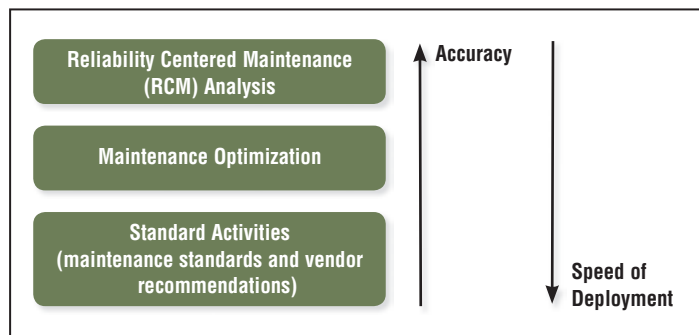 Reliability Centered Maintenance
(RCM) Analysis
Accuracy
Maintenance Optimization
Standard Activities
(maintenance standards and vendor
recommendations)
Speed of
Deployment